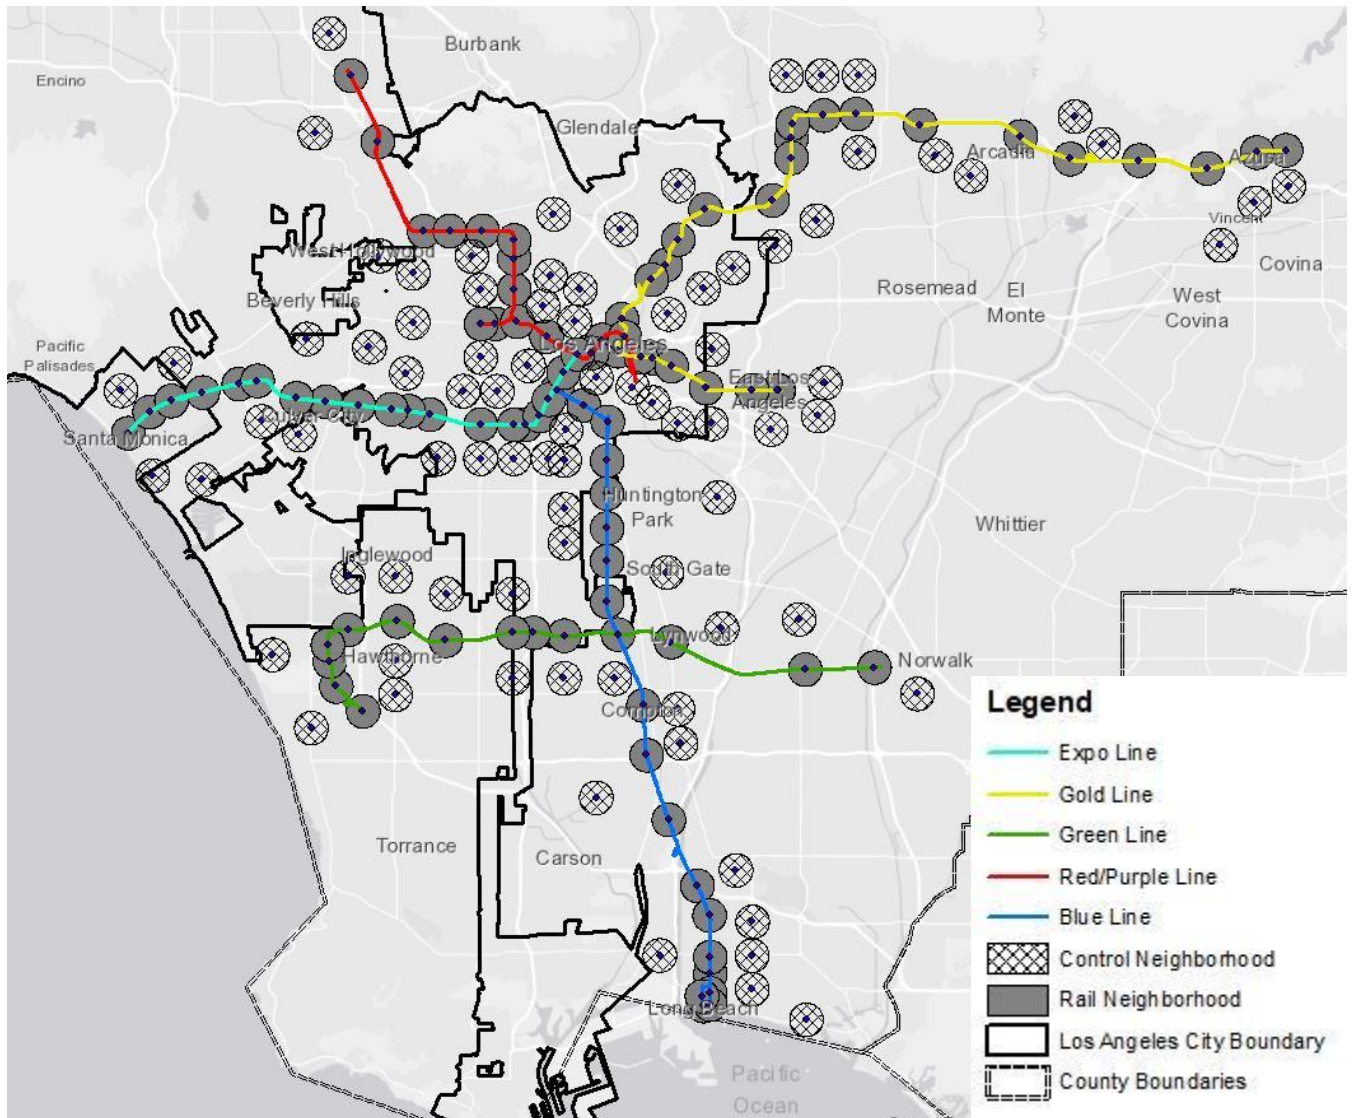 Burbank
Encino
Glendale
Arcadia
Azusa
Vincent
West Hollywood
Covina
Beverly Hills
Rosemead
El
Monte
West
Covina
Pacific
Palisades
Los Angeles
East Los
Angeles
Culver City
Santa Monica
Huntington
Park
Whittier
Inglewood
South Gate
Lynwood
Hawthorne
Norwalk
Compton
Torrance
Carson
Long Beach
Pacific
Ocean
Legend
Expo Line
Gold Line
Green Line
Red/Purple Line
Blue Line
Control Neighborhood
Rail Neighborhood
Los Angeles City Boundary
County Boundaries